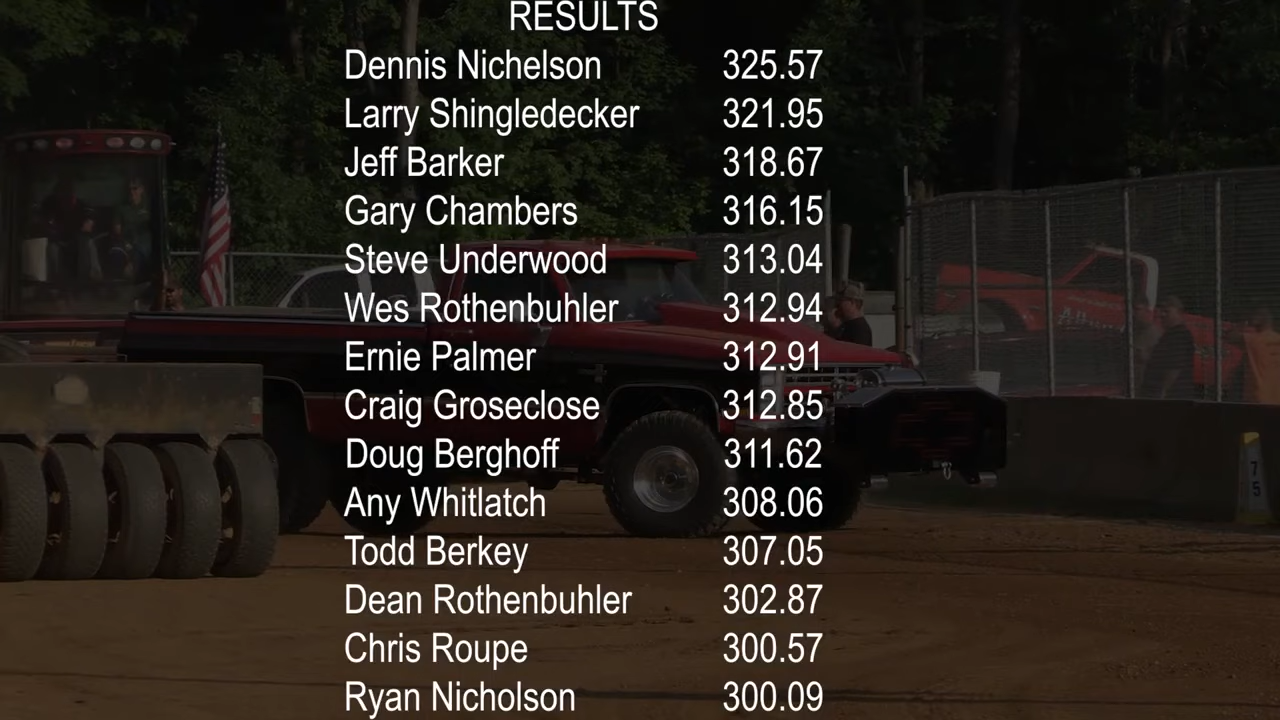 RESULTS
Dennis Nichelson 325.57
Larry Shingledecker 321.95
Jeff Barker 318.67
Gary Chambers 316.15
Steve Underwood 313.04
Wes Rothenbuhler 312.94
Ernie Palmer 312.91
Craig Groseclose 312.85
Doug Berghoff 311.62
Any Whitlatch 308.06
Todd Berkey 307.05
Dean Rothenbuhler 302.87
Chris Roupe 300.57
Ryan Nicholson 300.09
75